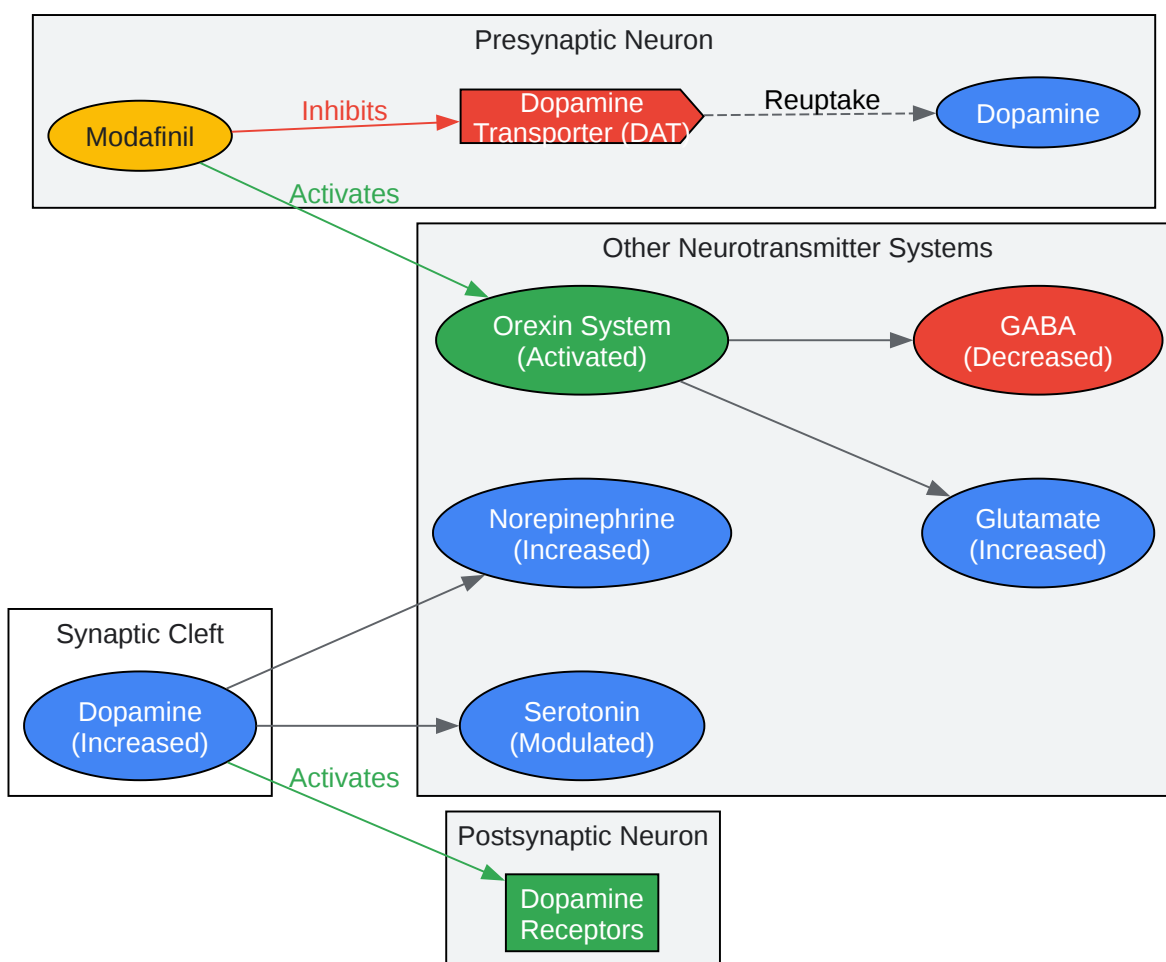 Presynaptic Neuron
Modafinil
Inhibits
Dopamine
Transporter (DAT)
Reuptake
Dopamine
Activates
Other Neurotransmitter Systems
Orexin System
(Activated)
GABA
(Decreased)
Norepinephrine
(Increased)
Glutamate
(Increased)
Synaptic Cleft
Dopamine
(Increased)
Serotonin
(Modulated)
Activates
Postsynaptic Neuron
Dopamine
Receptors